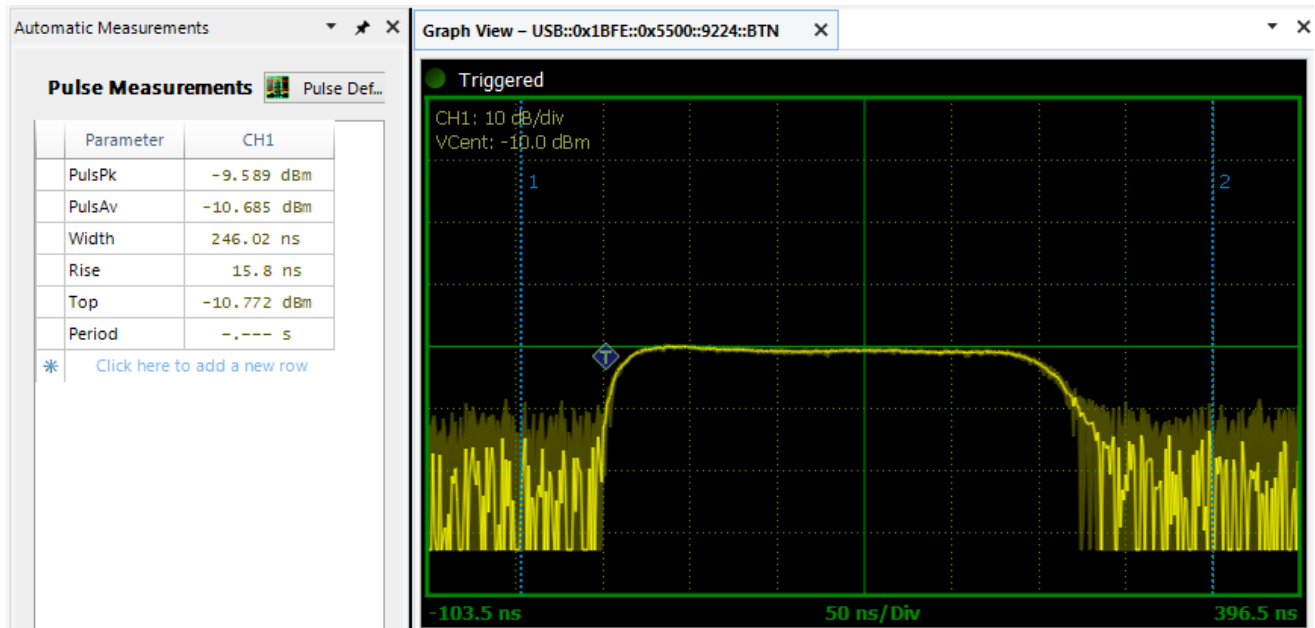 Automatic Measurements
Pulse Measurements
Pulse Def...
Parameter CH1
PulsPk -9.589 dBm
PulsAv -10.685 dBm
Width 246.02 ns
Rise 15.8 ns
Top -10.772 dBm
Period -.--- s
Click here to add a new row
Graph View – USB::0x1BFE::0x5500::9224::BTN
Triggered
CH1: 10 dB/div
VCent: -10.0 dBm
1
2
T
-103.5 ns 50 ns/Div 396.5 ns